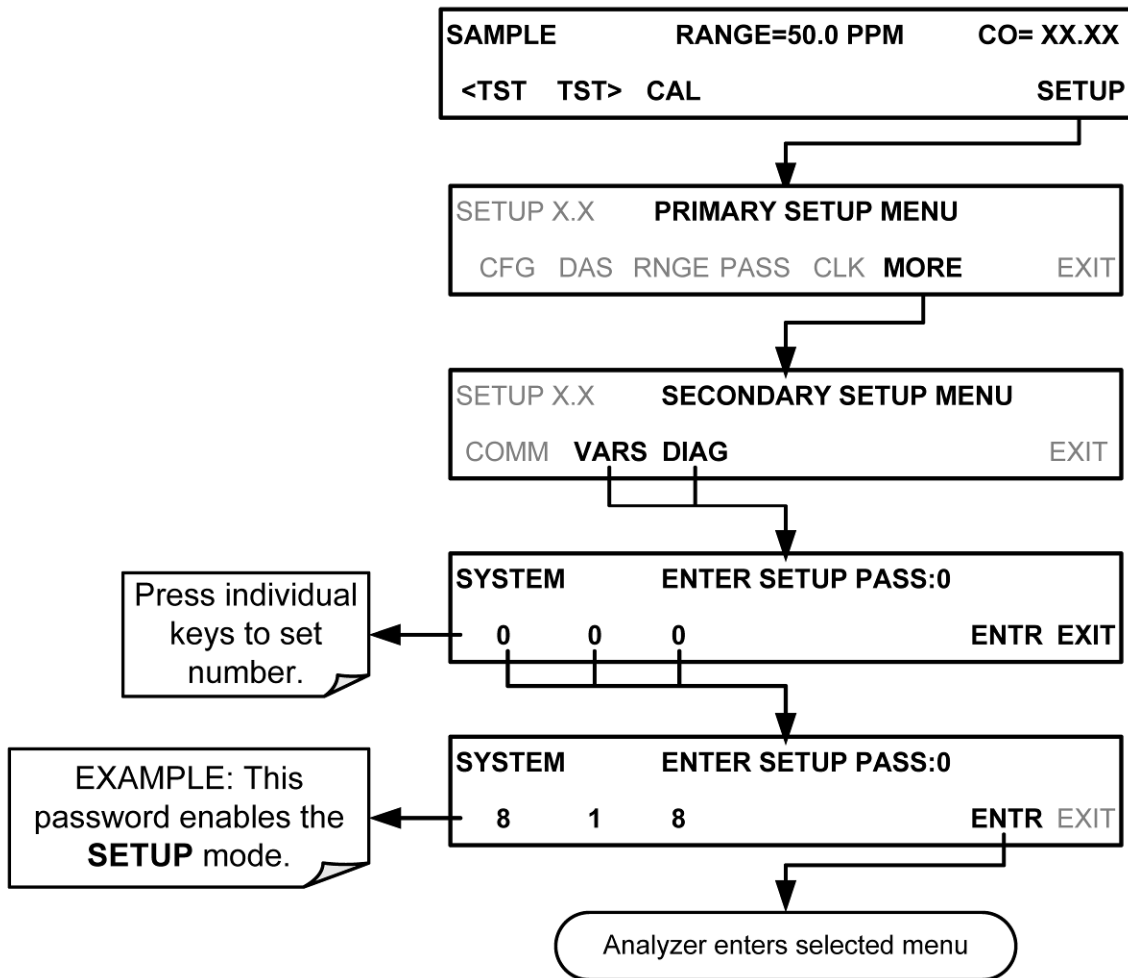 SAMPLE RANGE=50.0 PPM CO= XX.XX
<TST TST> CAL SETUP
SETUP X.X PRIMARY SETUP MENU
CFG DAS RNGE PASS CLK MORE EXIT
SETUP X.X SECONDARY SETUP MENU
COMM VARS DIAG EXIT
SYSTEM ENTER SETUP PASS:0
0 0 0 ENTR EXIT
Press individual
keys to set
number.
SYSTEM ENTER SETUP PASS:0
8 1 8 ENTR EXIT
EXAMPLE: This
password enables the
SETUP mode.
Analyzer enters selected menu